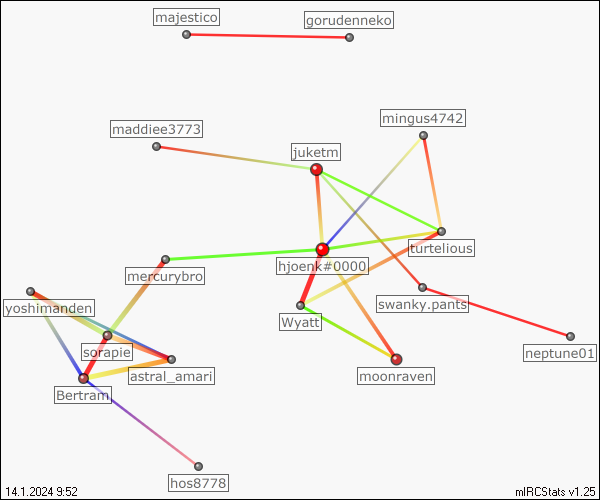 majestico
gorudenneko
mingus4742
maddiee3773
juketm
turtelious
hjoenk#0000
mercurybro
swanky.pants
yoshimanden
Wyatt
neptune01
sorapie
astral_amari
moonraven
Bertram
hos8778
14.1.2024 9:52
mIRCStats v1.25